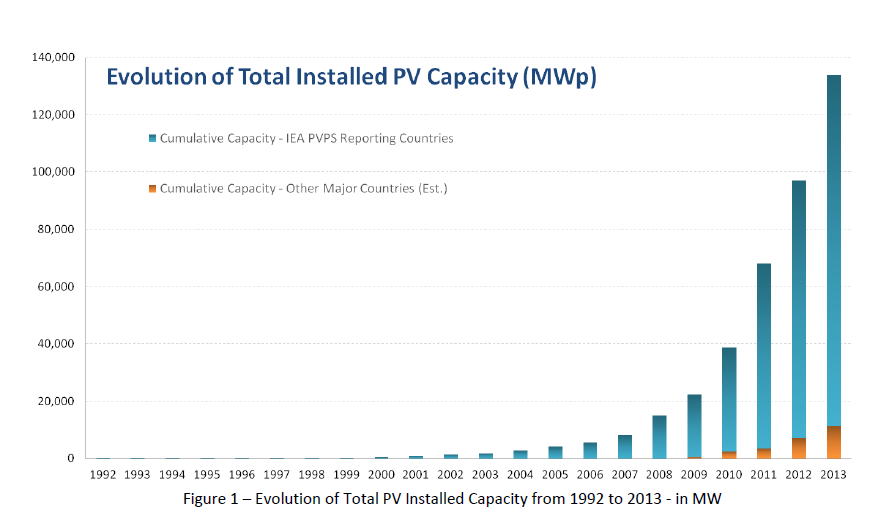 140,000
Evolution of Total Installed PV Capacity (MWp)
120,000
Cumulative Capacity - IEA PVPS Reporting Countries
100,000
Cumulative Capacity - Other Major Countries (Est.)
80,000
60,000
40,000
20,000
0
1992 1993 1994 1995 1996 1997 1998 1999 2000 2001 2002 2003 2004 2005 2006 2007 2008 2009 2010 2011 2012 2013
Figure 1 – Evolution of Total PV Installed Capacity from 1992 to 2013 - in MW